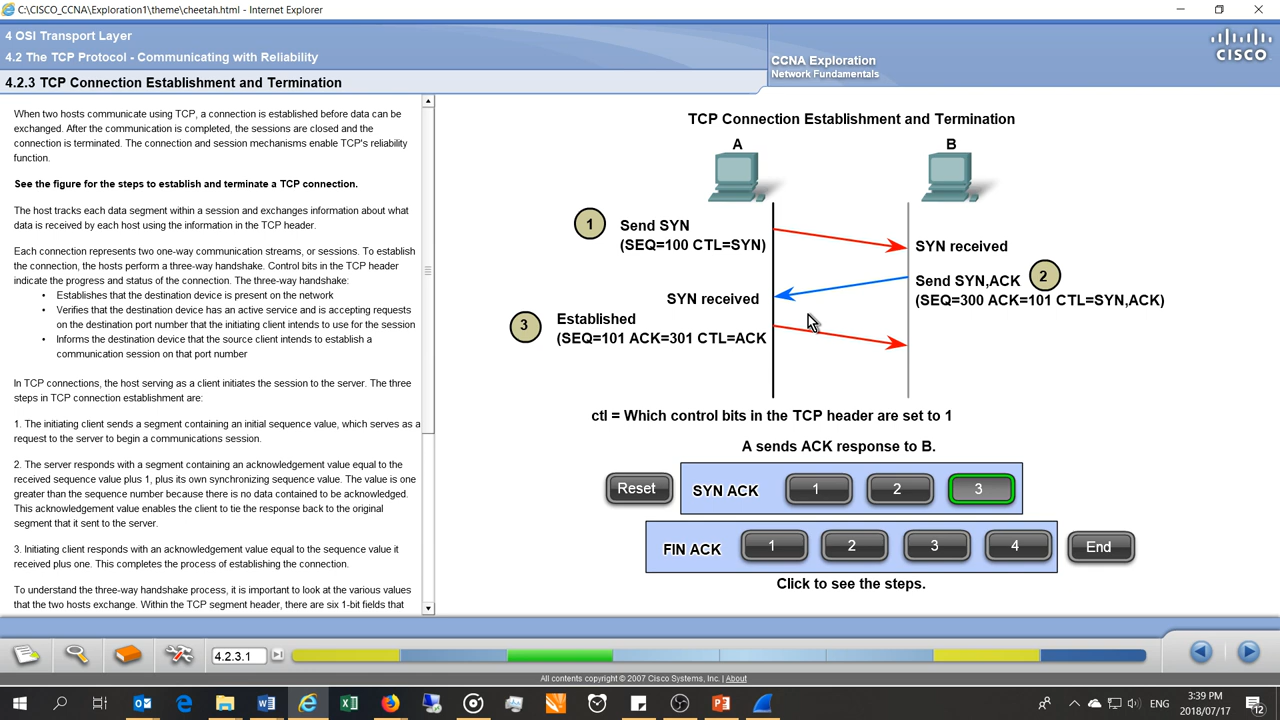 C:\CISCO_CCNA\Exploration1\theme\cheetah.html - Internet Explorer
4 OSI Transport Layer
4.2 The TCP Protocol - Communicating with Reliability
4.2.3 TCP Connection Establishment and Termination
CCNA Exploration
Network Fundamentals
CISCO
When two hosts communicate using TCP, a connection is established before data can be
exchanged. After the communication is completed, the sessions are closed and the
connection is terminated. The connection and session mechanisms enable TCP's reliability
function.
See the figure for the steps to establish and terminate a TCP connection.
The host tracks each data segment within a session and exchanges information about what
data is received by each host using the information in the TCP header.
Each connection represents two one-way communication streams, or sessions. To establish
the connection, the hosts perform a three-way handshake. Control bits in the TCP header
indicate the progress and status of the connection. The three-way handshake:
• Establishes that the destination device is present on the network
• Verifies that the destination device has an active service and is accepting requests
on the destination port number that the initiating client intends to use for the session
• Informs the destination device that the source client intends to establish a
communication session on that port number
In TCP connections, the host serving as a client initiates the session to the server. The three
steps in TCP connection establishment are:
1. The initiating client sends a segment containing an initial sequence value, which serves as a
request to the server to begin a communications session.
2. The server responds with a segment containing an acknowledgement value equal to the
received sequence value plus 1, plus its own synchronizing sequence value. The value is one
greater than the sequence number because there is no data contained to be acknowledged.
This acknowledgement value enables the client to tie the response back to the original
segment that it sent to the server.
3. Initiating client responds with an acknowledgement value equal to the sequence value it
received plus one. This completes the process of establishing the connection.
To understand the three-way handshake process, it is important to look at the various values
that the two hosts exchange. Within the TCP segment header, there are six 1-bit fields that
TCP Connection Establishment and Termination
A B
1 Send SYN
(SEQ=100 CTL=SYN)
SYN received
Send SYN,ACK 2
(SEQ=300 ACK=101 CTL=SYN,ACK)
SYN received
3 Established
(SEQ=101 ACK=301 CTL=ACK
ctl = Which control bits in the TCP header are set to 1
A sends ACK response to B.
Reset SYN ACK 1 2 3
FIN ACK 1 2 3 4 End
Click to see the steps.
4.2.3.1
All contents copyright © 2007 Cisco Systems, Inc. | About
3:39 PM
2018/07/17
12